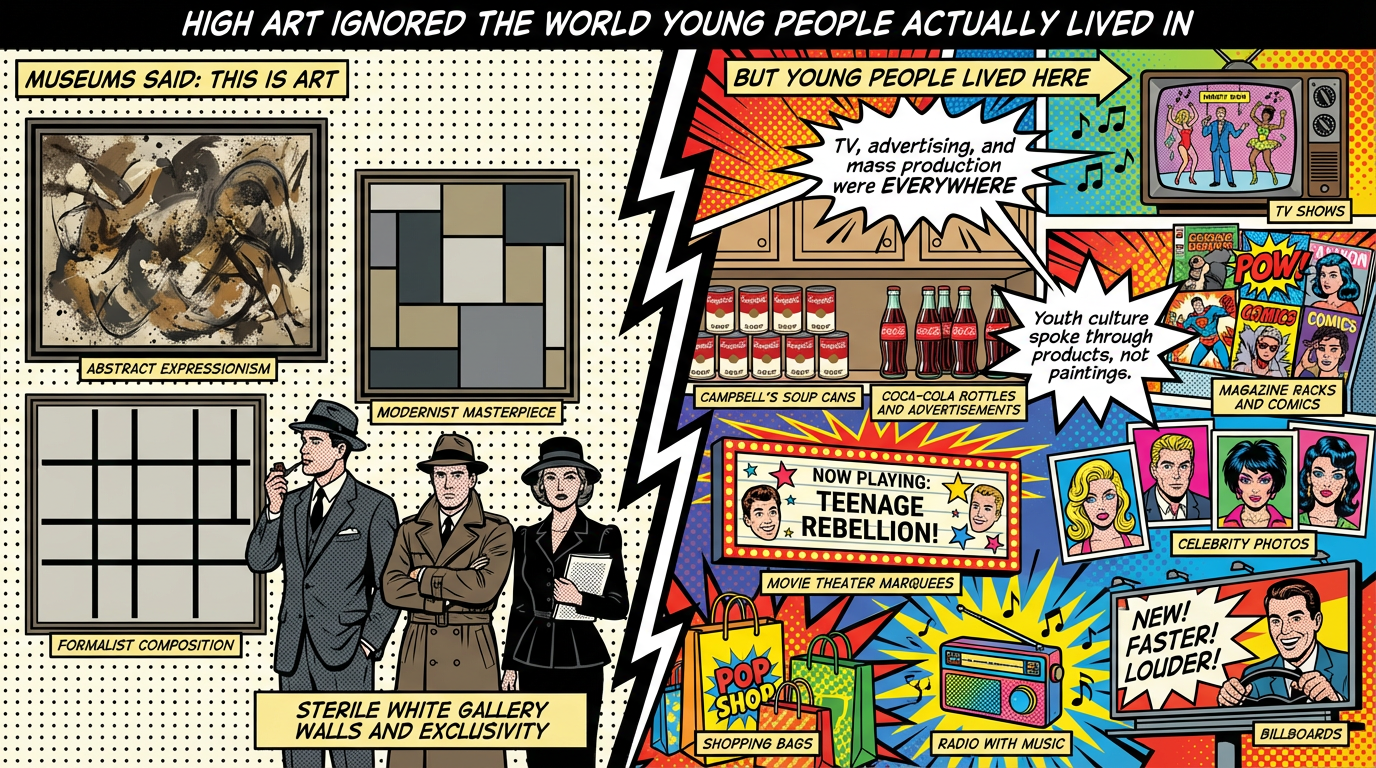 HIGH ART IGNORED THE WORLD YOUNG PEOPLE ACTUALLY LIVED IN
MUSEUMS SAID: THIS IS ART
ABSTRACT EXPRESSIONISM
MODERNIST MASTERPIECE
FORMALIST COMPOSITION
STERILE WHITE GALLERY
WALLS AND EXCLUSIVITY
BUT YOUNG PEOPLE LIVED HERE
TV, advertising, and
mass production
were EVERYWHERE
TV SHOWS
Youth culture
spoke through
products, not
paintings.
POW!
COMICS
COMICS
MAGAZINE RACKS
AND COMICS
SOUP
SOUP
SOUP
SOUP
CAMPBELL'S SOUP CANS
COCA-COLA ROTTLES
AND ADVERTISEMENTS
NOW PLAYING:
TEENAGE
REBELLION!
MOVIE THEATER MARQUEES
CELEBRITY PHOTOS
POP
SHOP
SHOPPING BAGS
RADIO WITH MUSIC
NEW!
FASTER!
LOUDER!
BILLBOARDS